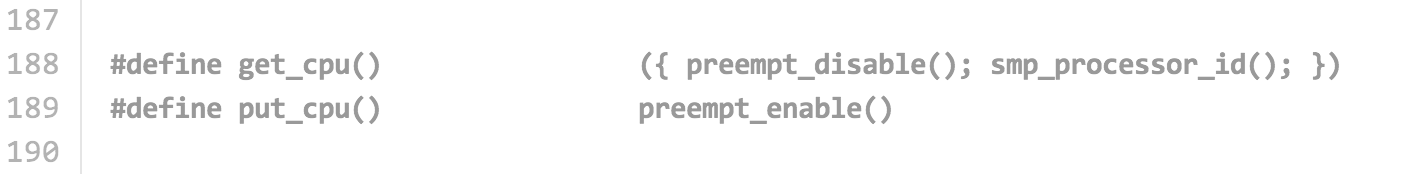 187
188 #define get_cpu() ({ preempt_disable(); smp_processor_id(); })
189 #define put_cpu() preempt_enable()
190